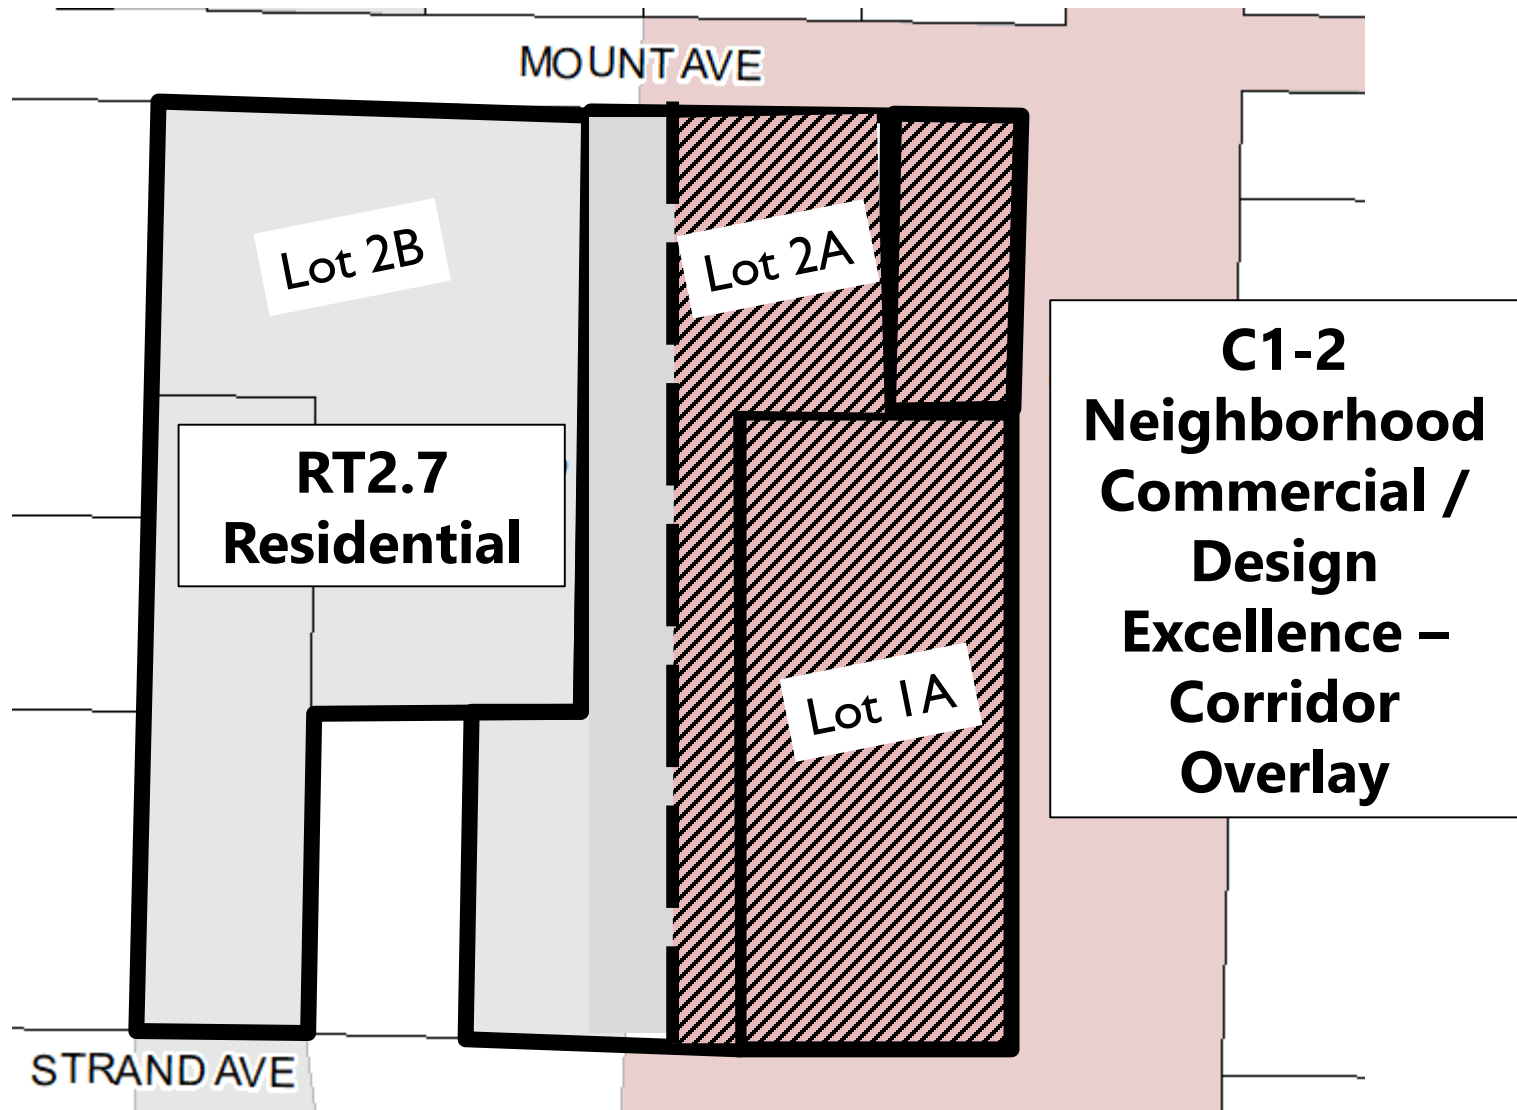 MOUNT AVE
Lot 2B
Lot 2A
RT2.7
Residential
C1-2
Neighborhood
Commercial /
Design
Excellence –
Corridor
Overlay
Lot 1A
STRAND AVE